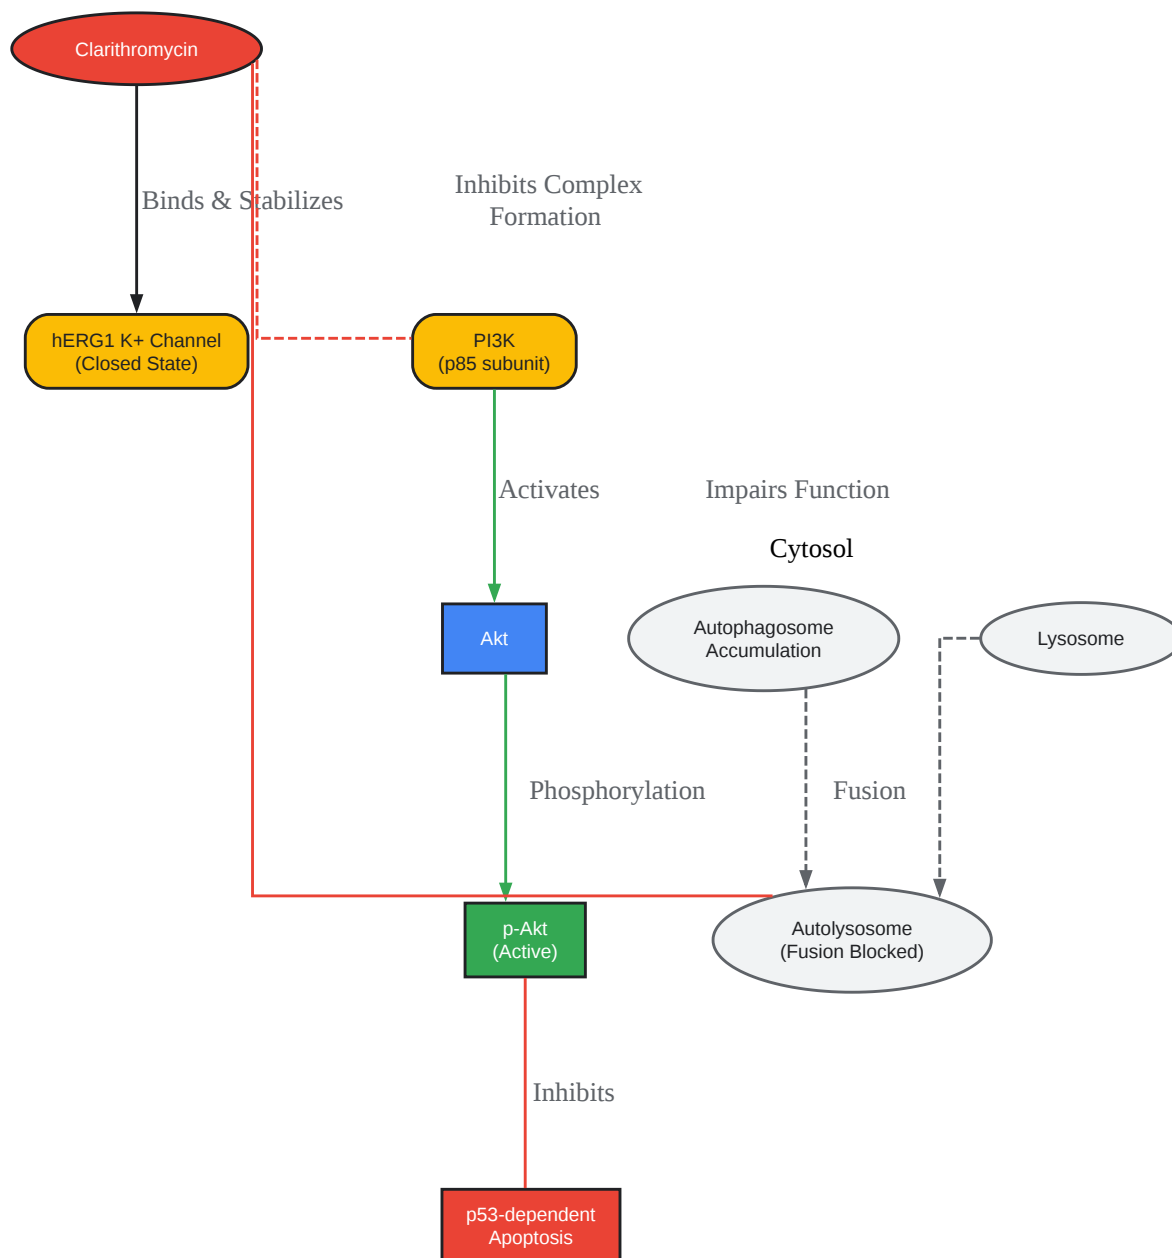 Clarithromycin
Binds & Stabilizes
Inhibits Complex
Formation
hERG1 K+ Channel
(Closed State)
PI3K
(p85 subunit)
Activates
Impairs Function
Cytosol
Akt
Autophagosome
Accumulation
Lysosome
Phosphorylation
Fusion
p-Akt
(Active)
Autolysosome
(Fusion Blocked)
Inhibits
p53-dependent
Apoptosis